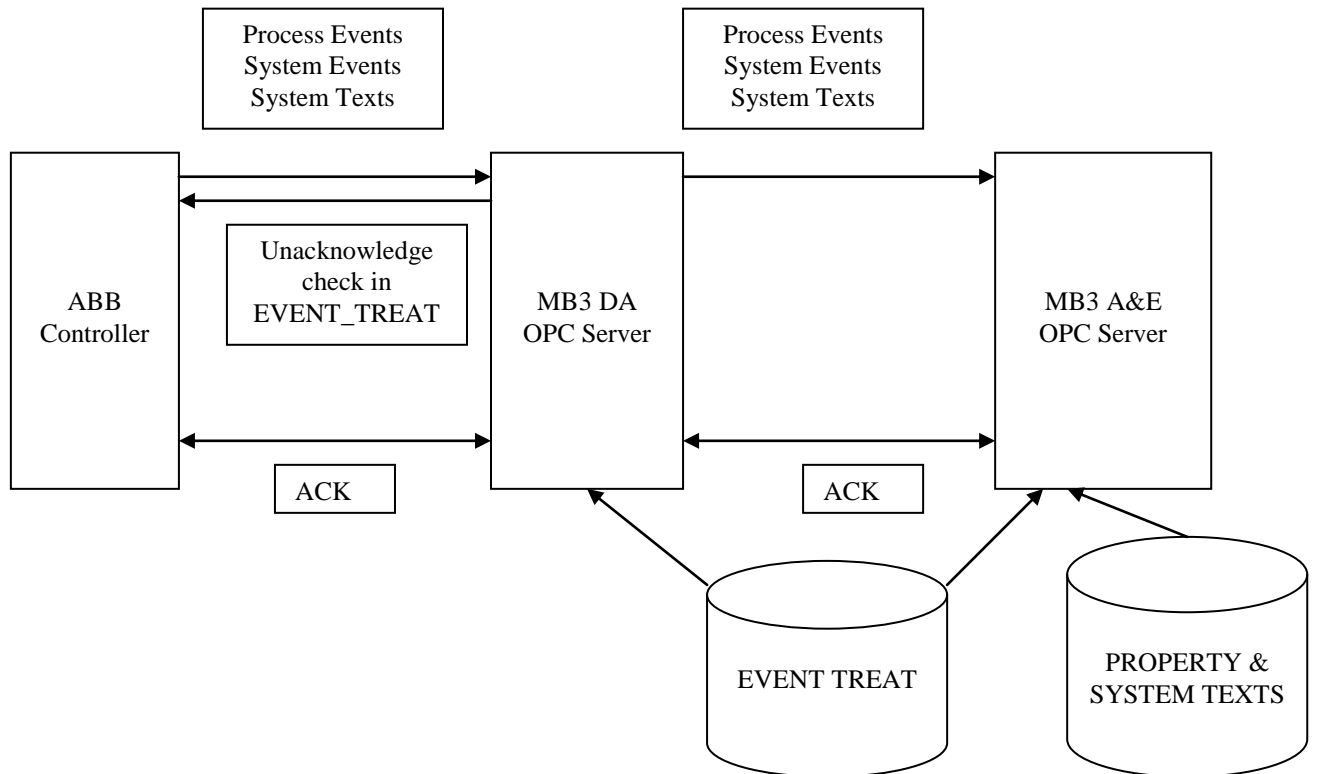 Process Events
System Events
System Texts
Process Events
System Events
System Texts
ABB
Controller
Unacknowledge
check in
EVENT_TREAT
MB3 DA
OPC Server
MB3 A&E
OPC Server
ACK
ACK
EVENT TREAT
PROPERTY &
SYSTEM TEXTS